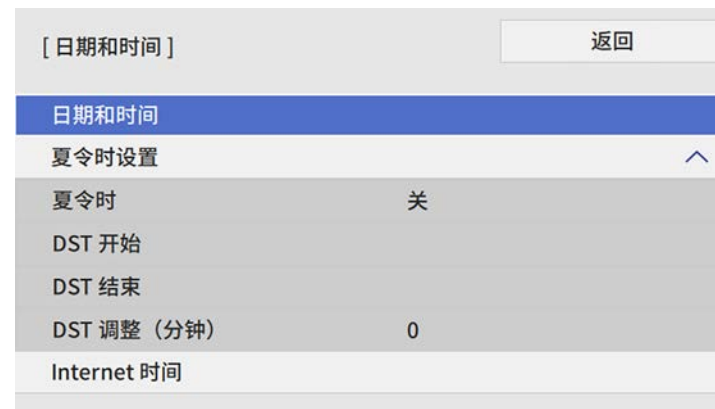 [ 日期和时间 ]
返回
日期和时间
夏令时设置
夏令时 关
DST 开始
DST 结束
DST 调整（分钟） 0
Internet 时间